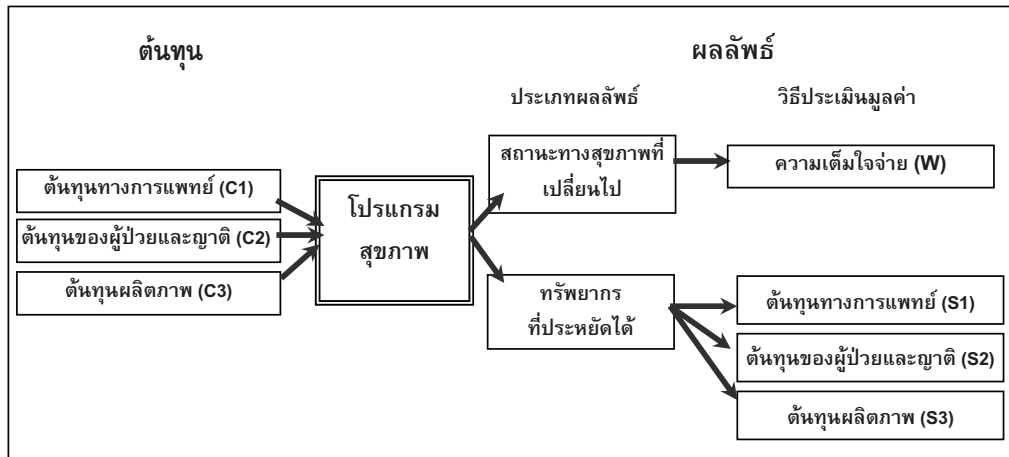 ต้นทุน
ผลลัพธ์
ประเภทผลลัพธ์
วิธีประเมินมูลค่า
ต้นทุนทางการแพทย์ (C1)
ต้นทุนของผู้ป่วยและญาติ (C2)
ต้นทุนผลิตภาพ (C3)
โปรแกรม
สุขภาพ
สถานะทางสุขภาพที่
เปลี่ยนไป
ความเต็มใจจ่าย (W)
ทรัพยากร
ที่ประหยัดได้
ต้นทุนทางการแพทย์ (S1)
ต้นทุนของผู้ป่วยและญาติ (S2)
ต้นทุนผลิตภาพ (S3)